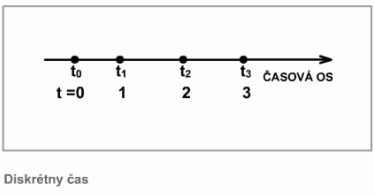 t₀ t₁ t₂ t₃ ČASOVÁ OS
t =0 1 2 3
Diskrétny čas